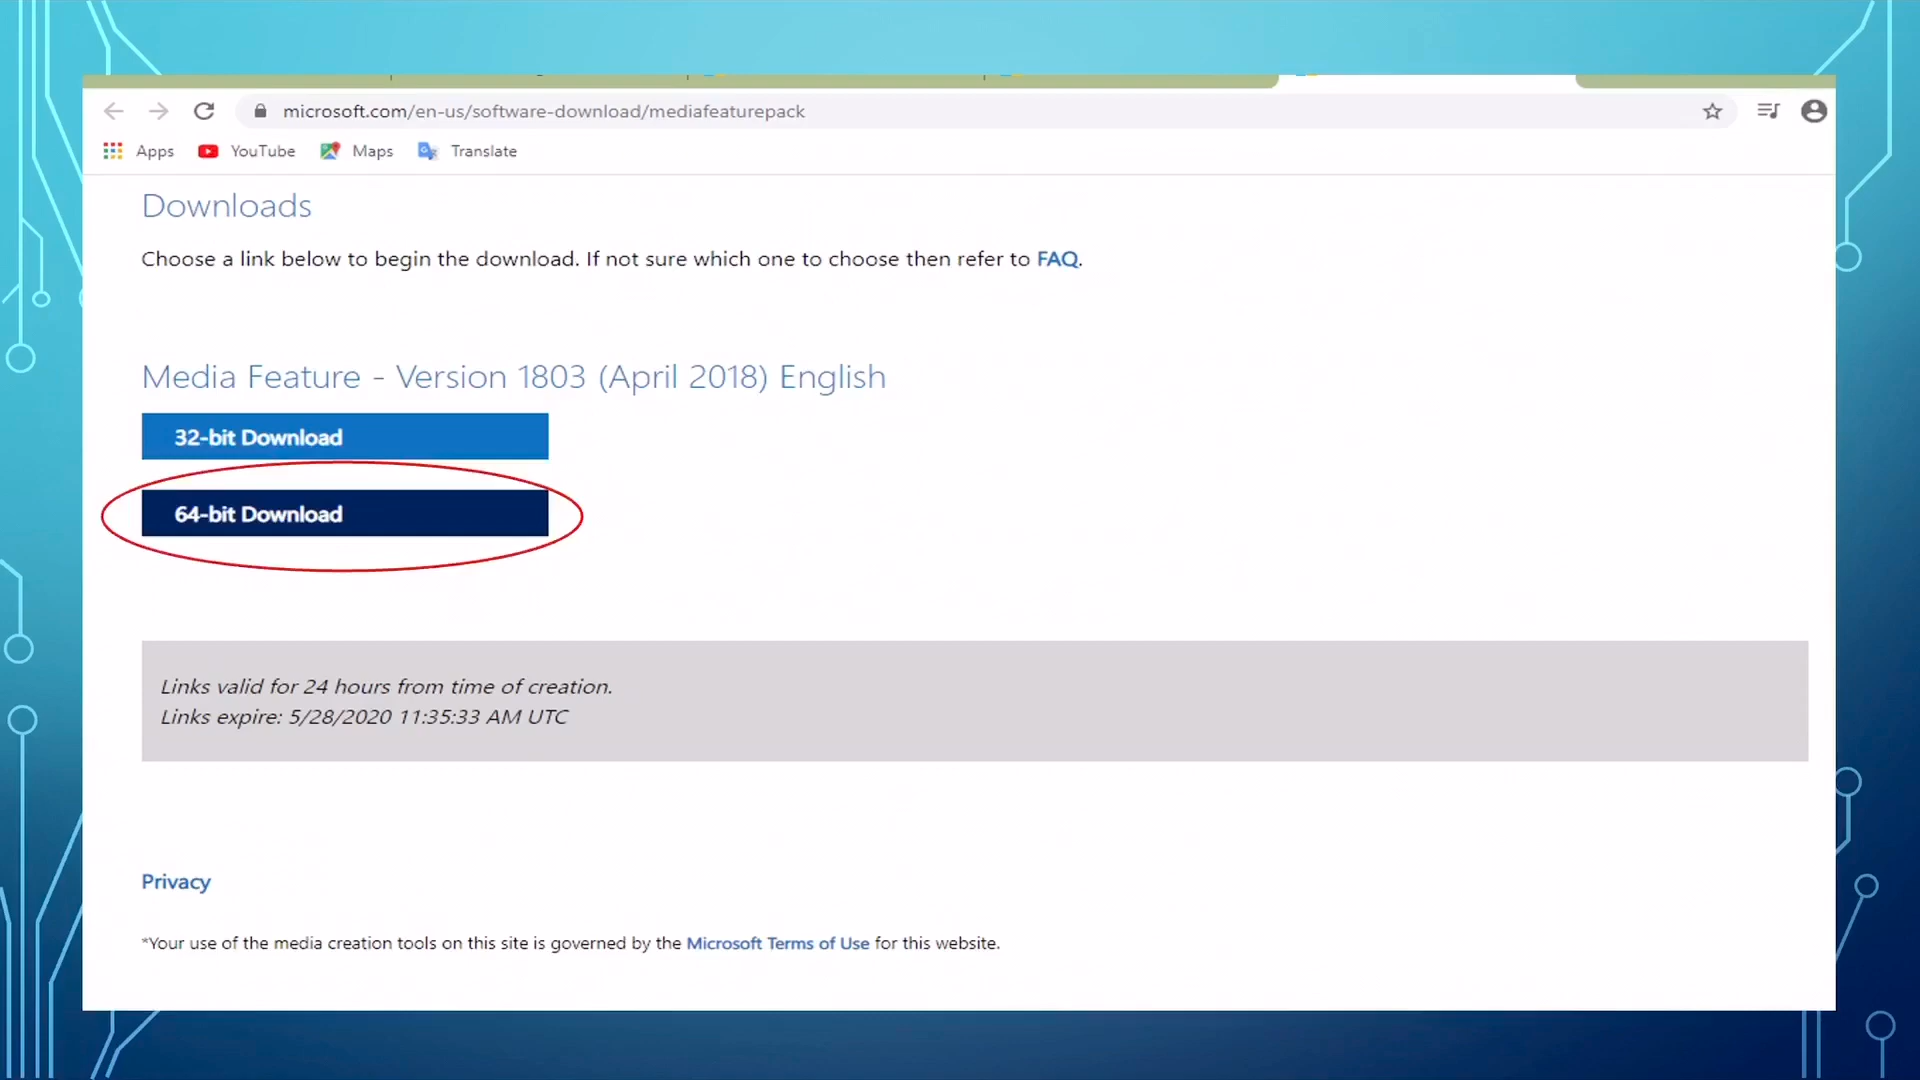 microsoft.com/en-us/software-download/mediafeaturepack
Apps YouTube Maps Translate
Downloads
Choose a link below to begin the download. If not sure which one to choose then refer to FAQ.
Media Feature - Version 1803 (April 2018) English
32-bit Download
64-bit Download
Links valid for 24 hours from time of creation.
Links expire: 5/28/2020 11:35:33 AM UTC
Privacy
*Your use of the media creation tools on this site is governed by the Microsoft Terms of Use for this website.